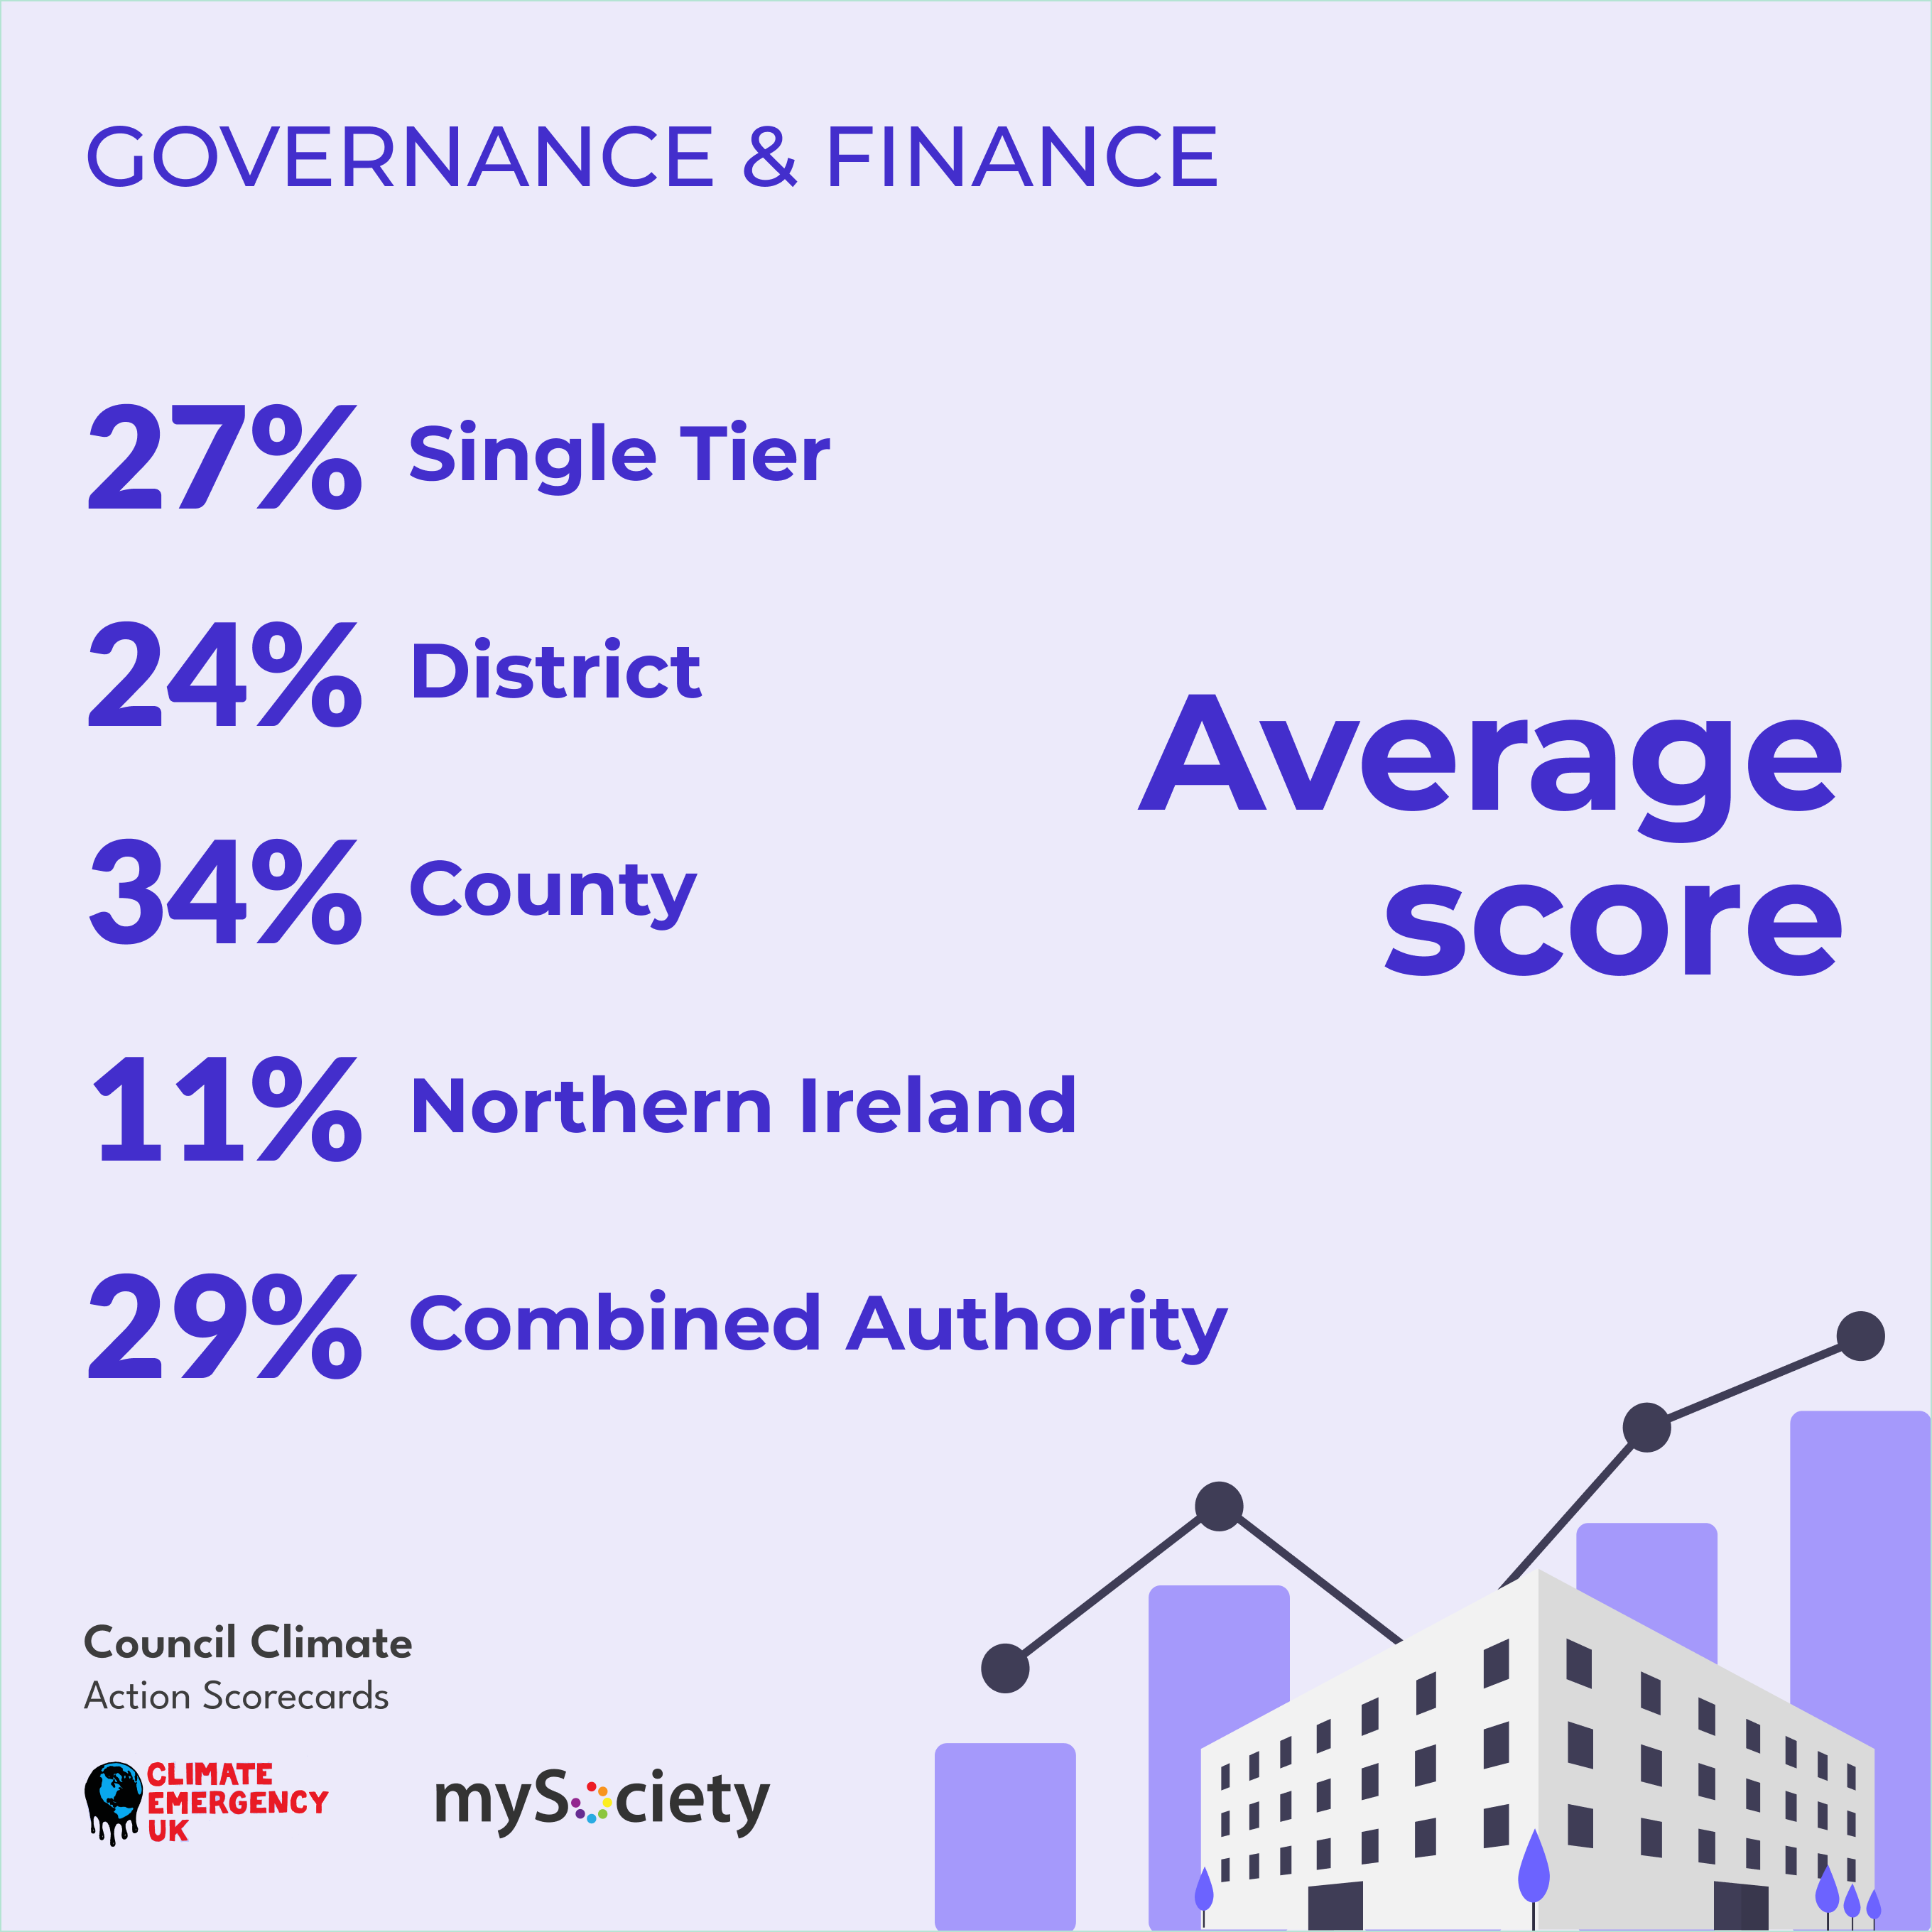 GOVERNANCE & FINANCE
27% Single Tier
24% District
34% County
11% Northern Ireland
29% Combined Authority
Average
score
Council Climate
Action Scorecards
CLIMATE
EMERGENCY
UK
mySociety